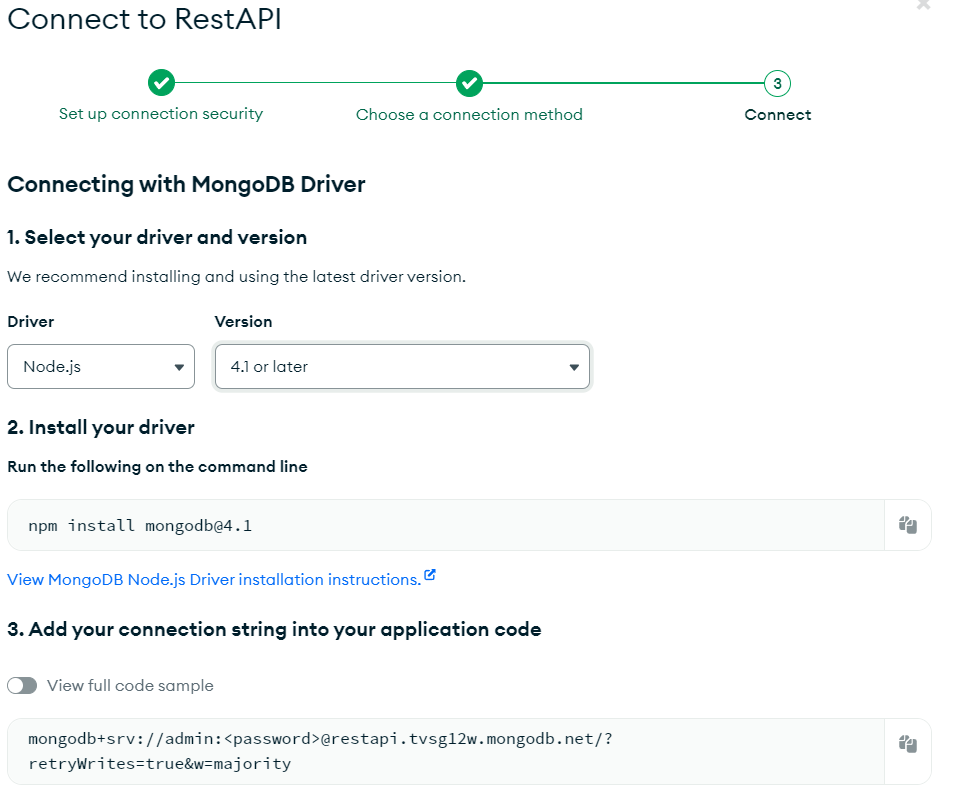 Connect to RestAPI
Set up connection security
Choose a connection method
3
Connect
Connecting with MongoDB Driver
1. Select your driver and version
We recommend installing and using the latest driver version.
Driver
Version
Node.js
4.1 or later
2. Install your driver
Run the following on the command line
npm install mongodb@4.1
View MongoDB Node.js Driver installation instructions.
3. Add your connection string into your application code
View full code sample
mongodb+srv://admin:<password>@restapi.tvsg12w.mongodb.net/?
retryWrites=true&w=majority